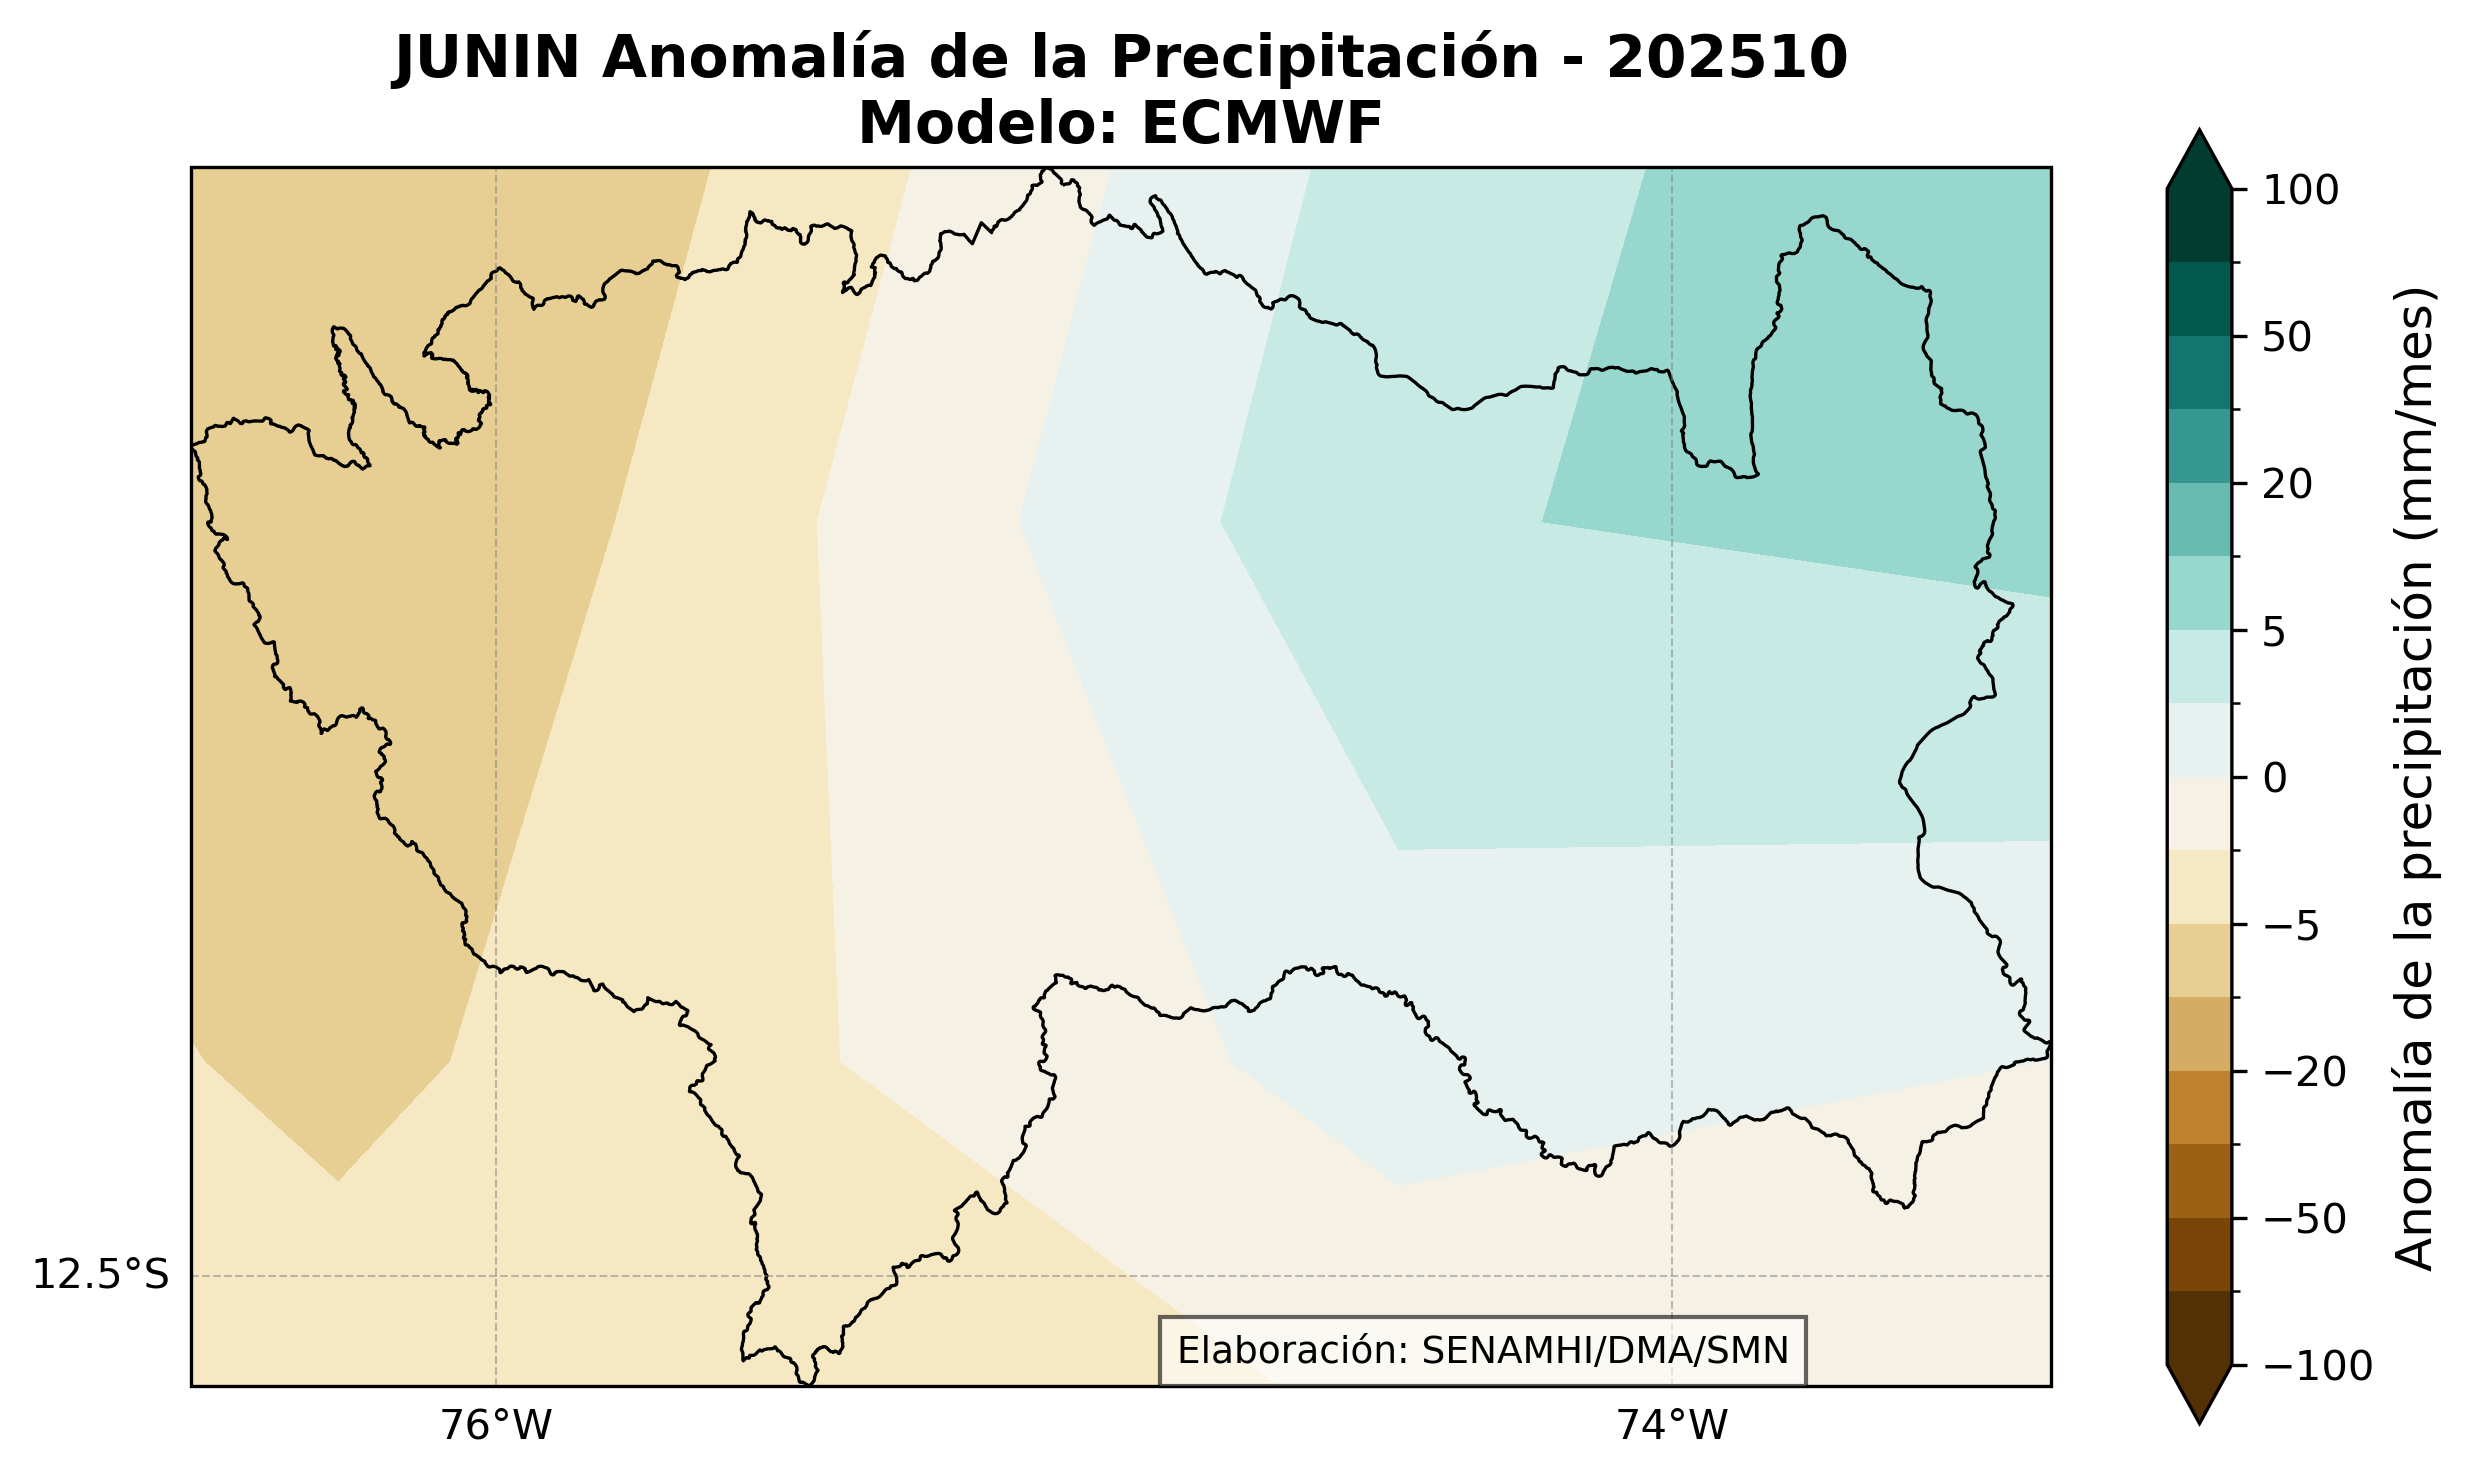 JUNIN Anomalía de la Precipitación - 202510
Modelo: ECMWF
100
50
20
5
0
−5
−20
−50
−100
Anomalía de la precipitación (mm/mes)
12.5°S
Elaboración: SENAMHI/DMA/SMN
76°W
74°W